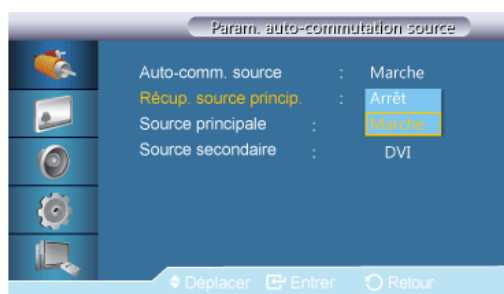 Param. auto-commutation source
Auto-comm. source : Marche
Récup. source princip. : Arrêt
Source principale : Marche
Source secondaire : DVI
Déplacer Entrer Retour